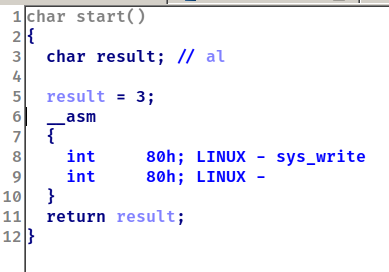 1 char start()
2 {
3   char result; // al
4
5   result = 3;
6   __asm
7   {
8     int     80h; LINUX - sys_write
9     int     80h; LINUX -
10   }
11   return result;
12 }